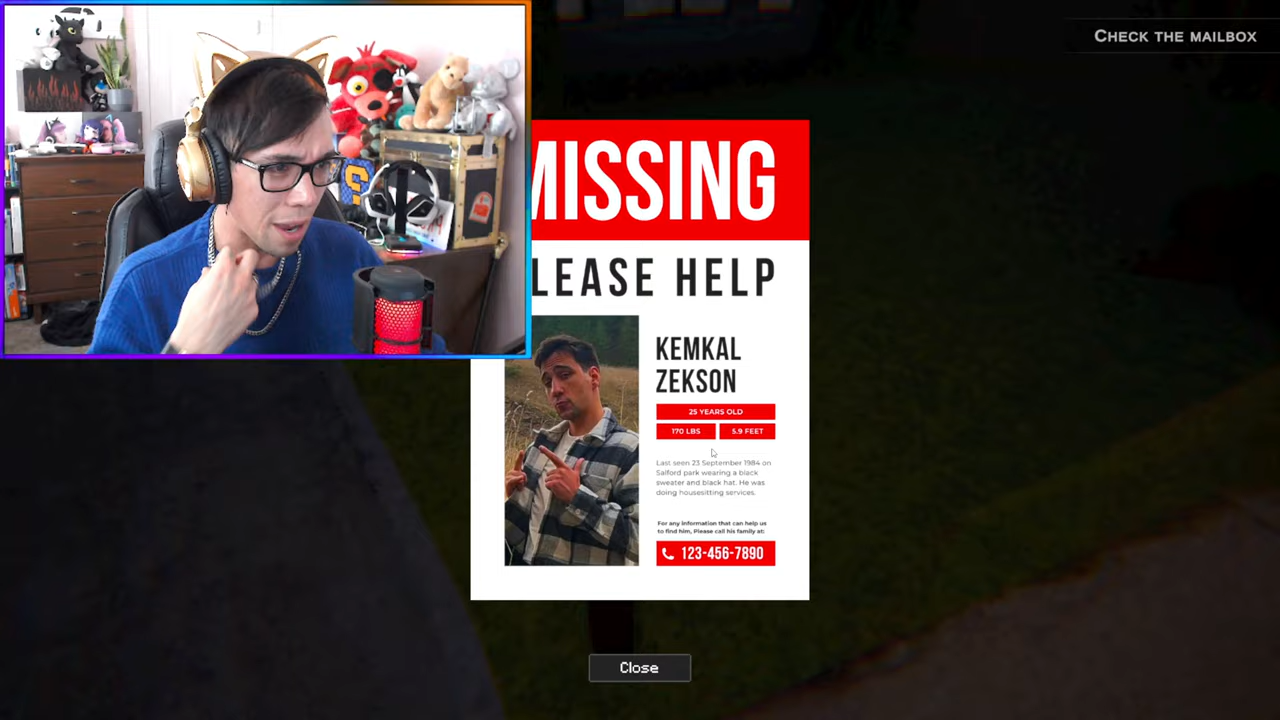 CHECK THE MAILBOX
MISSING
LEASE HELP
KEMKAL
ZEKSON
25 YEARS OLD
170 LBS 5.9 FEET
Last seen 23 September 1984 on
Salford park wearing a black
sweater and black hat. He was
doing housesitting services.
For any information that can help us
to find him, Please call his family at:
123-456-7890
Close